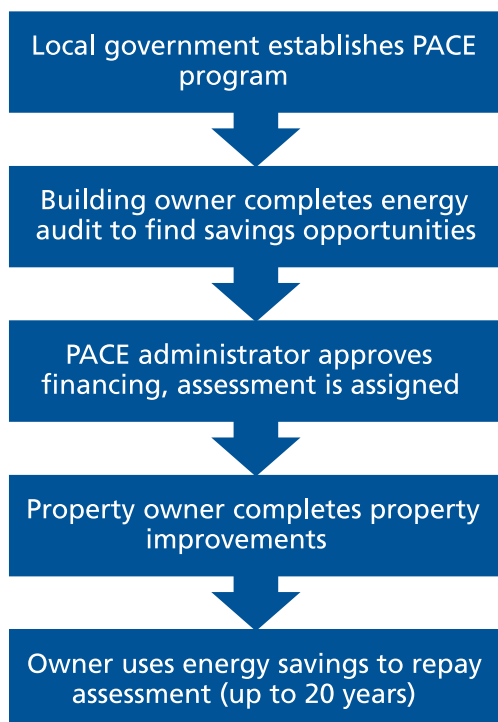 Local government establishes PACE
program
Building owner completes energy
audit to find savings opportunities
PACE administrator approves
financing, assessment is assigned
Property owner completes property
improvements
Owner uses energy savings to repay
assessment (up to 20 years)